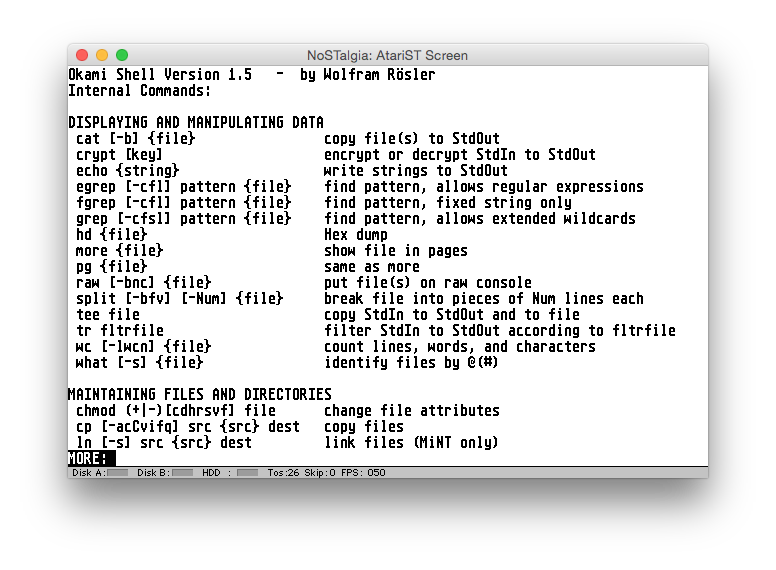 NoSTalgia: AtariST Screen
Okami Shell Version 1.5   -  by Wolfram Rösler
Internal Commands:
DISPLAYING AND MANIPULATING DATA
cat [-b] {file}                copy file(s) to StdOut
crypt [key]                    encrypt or decrypt StdIn to StdOut
echo {string}                  write strings to StdOut
egrep [-cfl] pattern {file}    find pattern, allows regular expressions
fgrep [-cfl] pattern {file}    find pattern, fixed string only
grep [-cfsl] pattern {file}    find pattern, allows extended wildcards
hd {file}                      Hex dump
more {file}                    show file in pages
pg {file}                      same as more
raw [-bnc] {file}              put file(s) on raw console
split [-bfv] [-Num] {file}     break file into pieces of Num lines each
tee file                       copy StdIn to StdOut and to file
tr fltrfile                    filter StdIn to StdOut according to fltrfile
wc [-lwcn] {file}              count lines, words, and characters
what [-s] {file}               identify files by @(#)
MAINTAINING FILES AND DIRECTORIES
chmod (+|-)[cdhrsvf] file      change file attributes
cp [-acCvifq] src {src} dest   copy files
ln [-s] src {src} dest         link files (MiNT only)
MORE:
Disk A: Disk B: HDD : Tos:26 Skip:0 FPS: 050